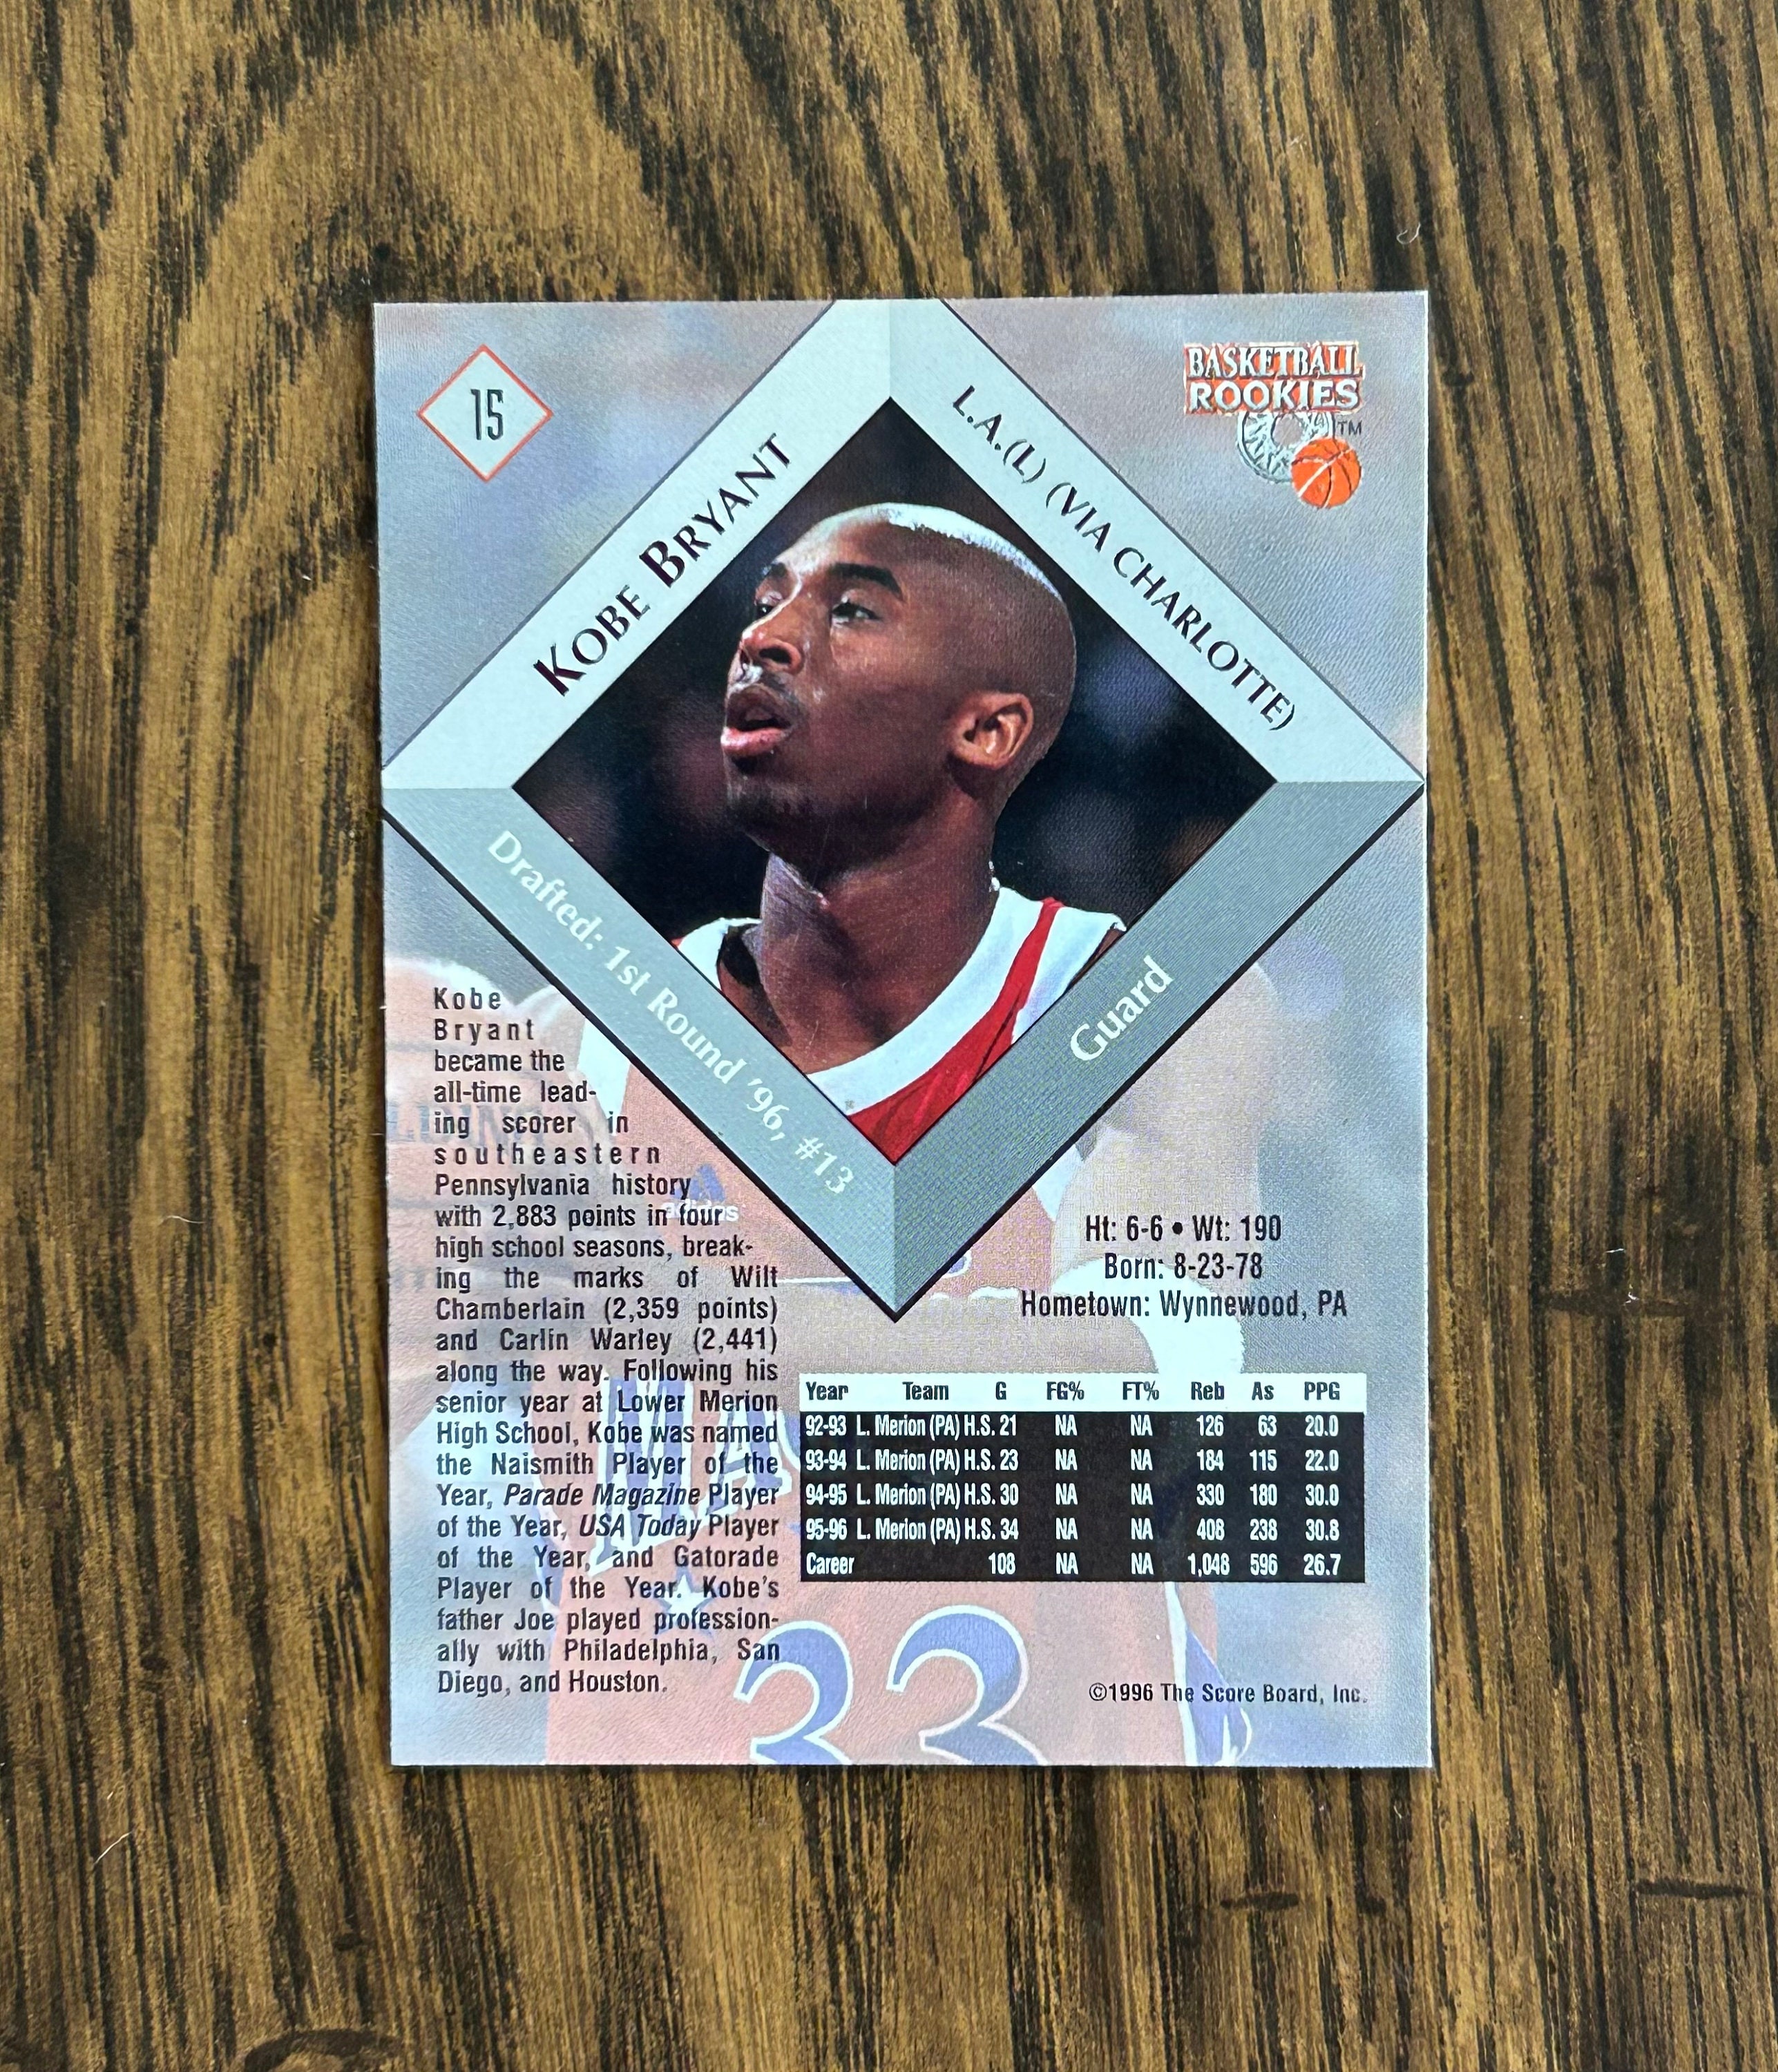 15
BASKETBALL
ROOKIES
TM
KOBE BRYANT
L.A.(L) (VIA CHARLOTTE)
Drafted: 1st Round '96, #13
Guard
Kobe
Bryant
became the
all-time lead-
ing scorer in
southeastern
Pennsylvania history
with 2,883 points in four
high school seasons, break-
ing the marks of Wilt
Chamberlain (2,359 points)
and Carlin Warley (2,441)
along the way. Following his
senior year at Lower Merion
High School, Kobe was named
the Naismith Player of the
Year, Parade Magazine Player
of the Year, USA Today Player
of the Year, and Gatorade
Player of the Year. Kobe's
father Joe played profession-
ally with Philadelphia, San
Diego, and Houston.
adidas
Ht: 6-6 • Wt: 190
Born: 8-23-78
Hometown: Wynnewood, PA
Year Team G FG% FT% Reb As PPG
92-93 L. Merion (PA) H.S. 21 NA NA 126 63 20.0
93-94 L. Merion (PA) H.S. 23 NA NA 184 115 22.0
94-95 L. Merion (PA) H.S. 30 NA NA 330 180 30.0
95-96 L. Merion (PA) H.S. 34 NA NA 408 238 30.8
Career 108 NA NA 1,048 596 26.7
33
©1996 The Score Board, Inc.